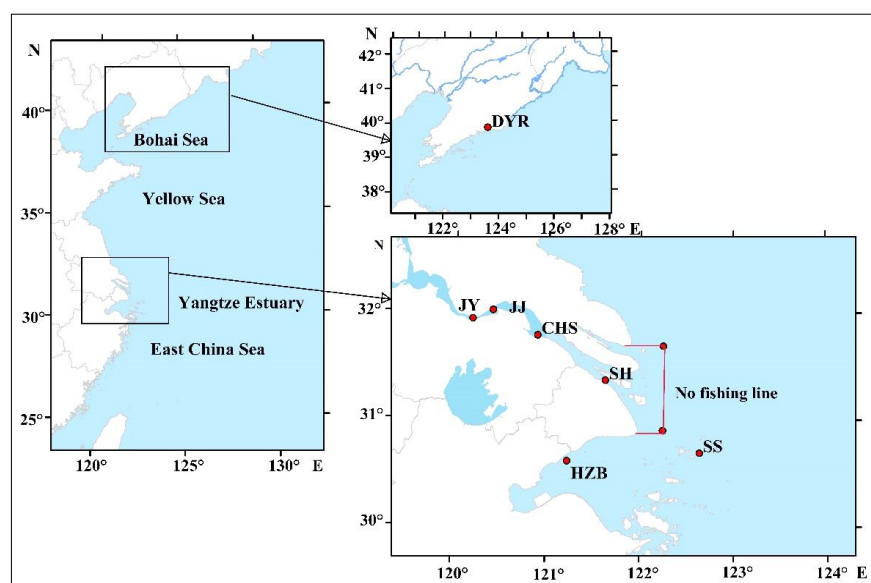 N
40°
35°
30°
25°
120°
125°
130°
E
Bohai Sea
Yellow Sea
Yangtze Estuary
East China Sea
N
42°
41°
40°
39°
38°
122°
124°
126°
E
128°
DYR
N
32°
31°
30°
120°
121°
122°
123°
124°
E
JY
JJ
CHS
SH
No fishing line
SS
HZB